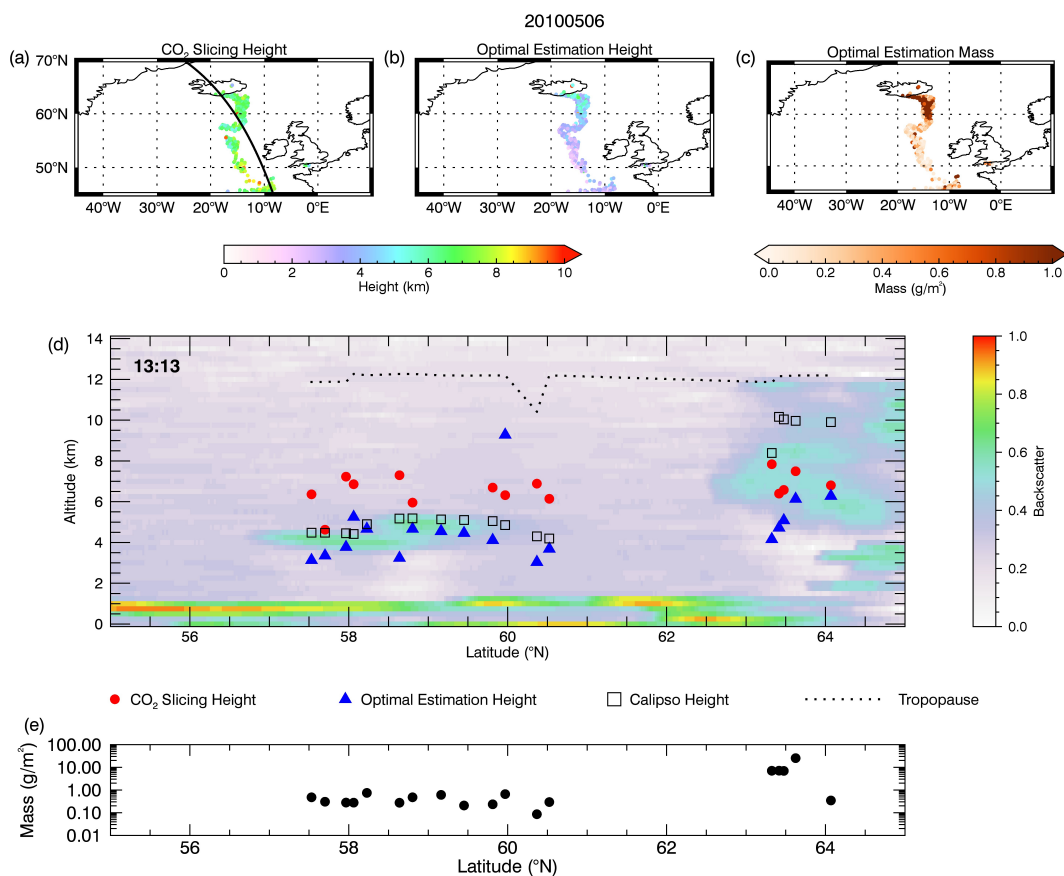 20100506
(a) CO₂ Slicing Height
(b) Optimal Estimation Height
(c) Optimal Estimation Mass
70°N
60°N
50°N
40°W 30°W 20°W 10°W 0°E
40°W 30°W 20°W 10°W 0°E
40°W 30°W 20°W 10°W 0°E
0 2 4 6 8 10
Height (km)
0.0 0.2 0.4 0.6 0.8 1.0
Mass (g/m²)
(d)
13:13
14
12
10
8
6
4
2
0
Altitude (km)
56 58 60 62 64
Latitude (°N)
1.0
0.8
0.6
0.4
0.2
0.0
Backscatter
CO₂ Slicing Height Optimal Estimation Height Calipso Height Tropopause
(e)
100.00
10.00
1.00
0.10
0.01
Mass (g/m²)
56 58 60 62 64
Latitude (°N)